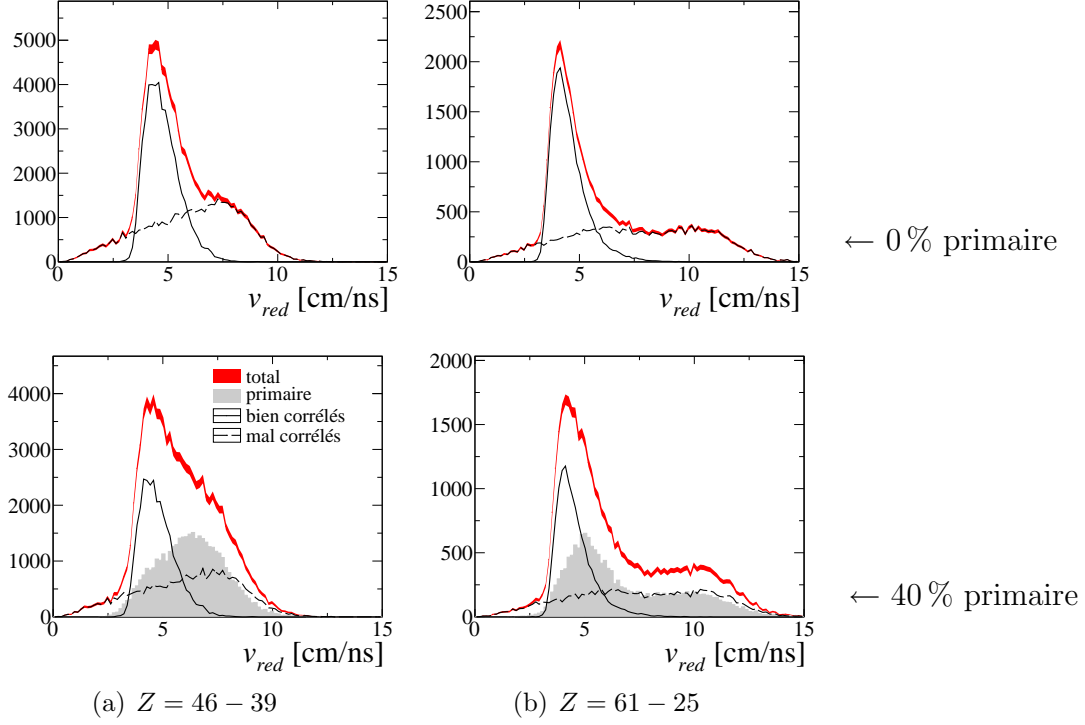 5000
4000
3000
2000
1000
0
0 5 10 15
v_red [cm/ns]
2500
2000
1500
1000
500
0
0 5 10 15
v_red [cm/ns]
← 0 % primaire
4000
3000
2000
1000
0
0 5 10 15
v_red [cm/ns]
total
primaire
bien corrélés
mal corrélés
2000
1500
1000
500
0
0 5 10 15
v_red [cm/ns]
← 40 % primaire
(a) Z = 46 − 39
(b) Z = 61 − 25